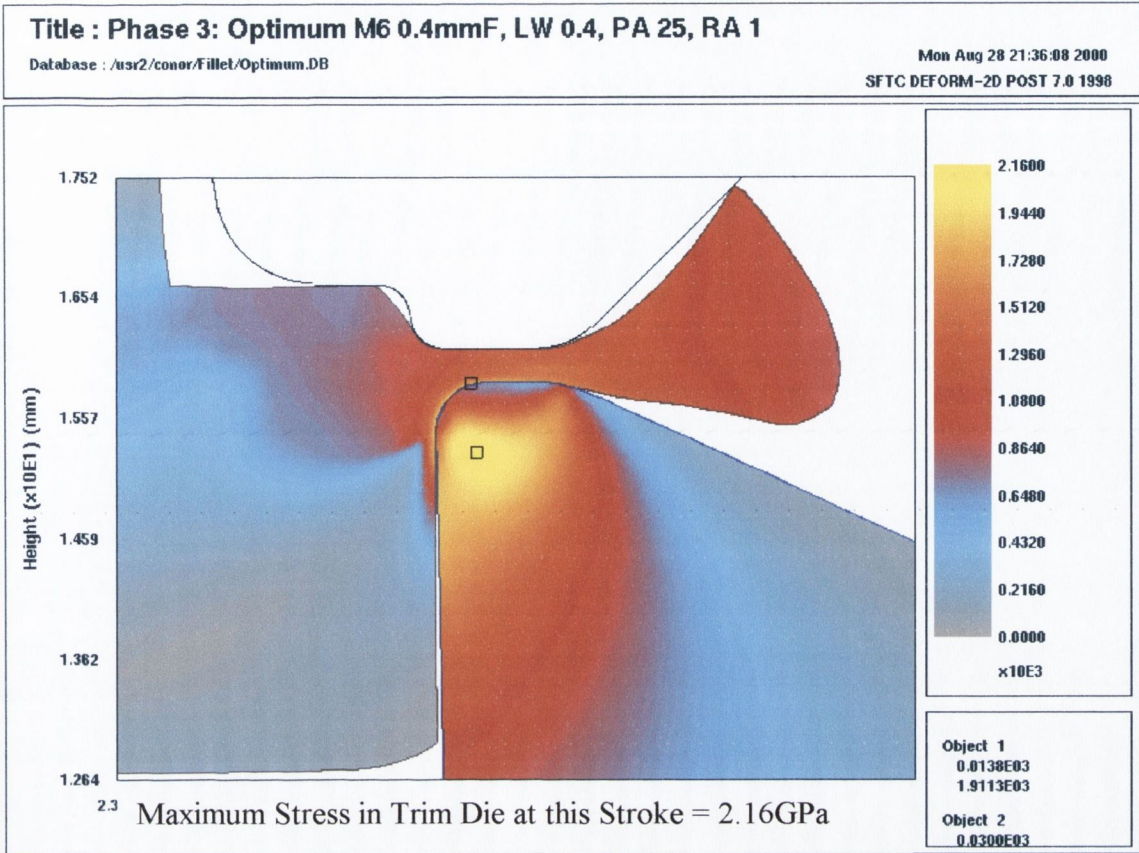 Title : Phase 3: Optimum M6 0.4mmF, LW 0.4, PA 25, RA 1
Database : /usr2/conor/Fillet/Optimum.DB
Mon Aug 28 21:36:08 2000
SFTC DEFORM-2D POST 7.0 1998
Height (x10E1) (mm)
1.752
1.654
1.557
1.459
1.362
1.264
2.3
Maximum Stress in Trim Die at this Stroke = 2.16GPa
2.1600
1.9440
1.7280
1.5120
1.2960
1.0800
0.8640
0.6480
0.4320
0.2160
0.0000
x10E3
Object 1
0.0138E03
1.9113E03
Object 2
0.0300E03